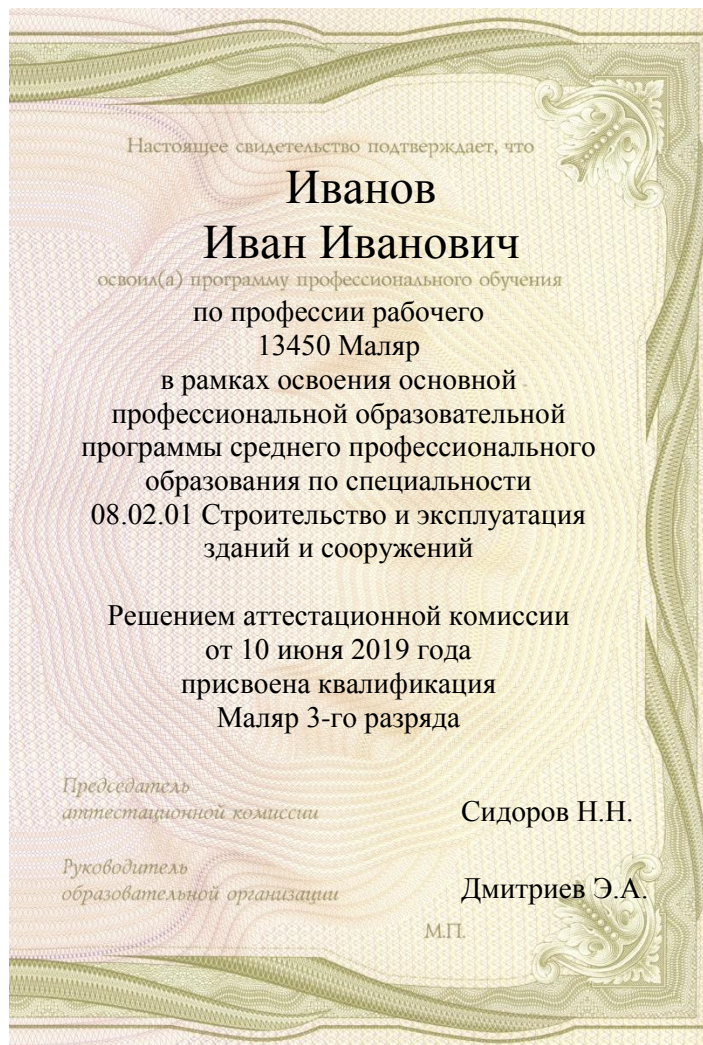 Настоящее свидетельство подтверждает, что
Иванов
Иван Иванович
освоил(а) программу профессионального обучения
по профессии рабочего
13450 Маляр
в рамках освоения основной
профессиональной образовательной
программы среднего профессионального
образования по специальности
08.02.01 Строительство и эксплуатация
зданий и сооружений
Решением аттестационной комиссии
от 10 июня 2019 года
присвоена квалификация
Маляр 3-го разряда
Председатель
аттестационной комиссии Сидоров Н.Н.
Руководитель
образовательной организации Дмитриев Э.А.
М.П.